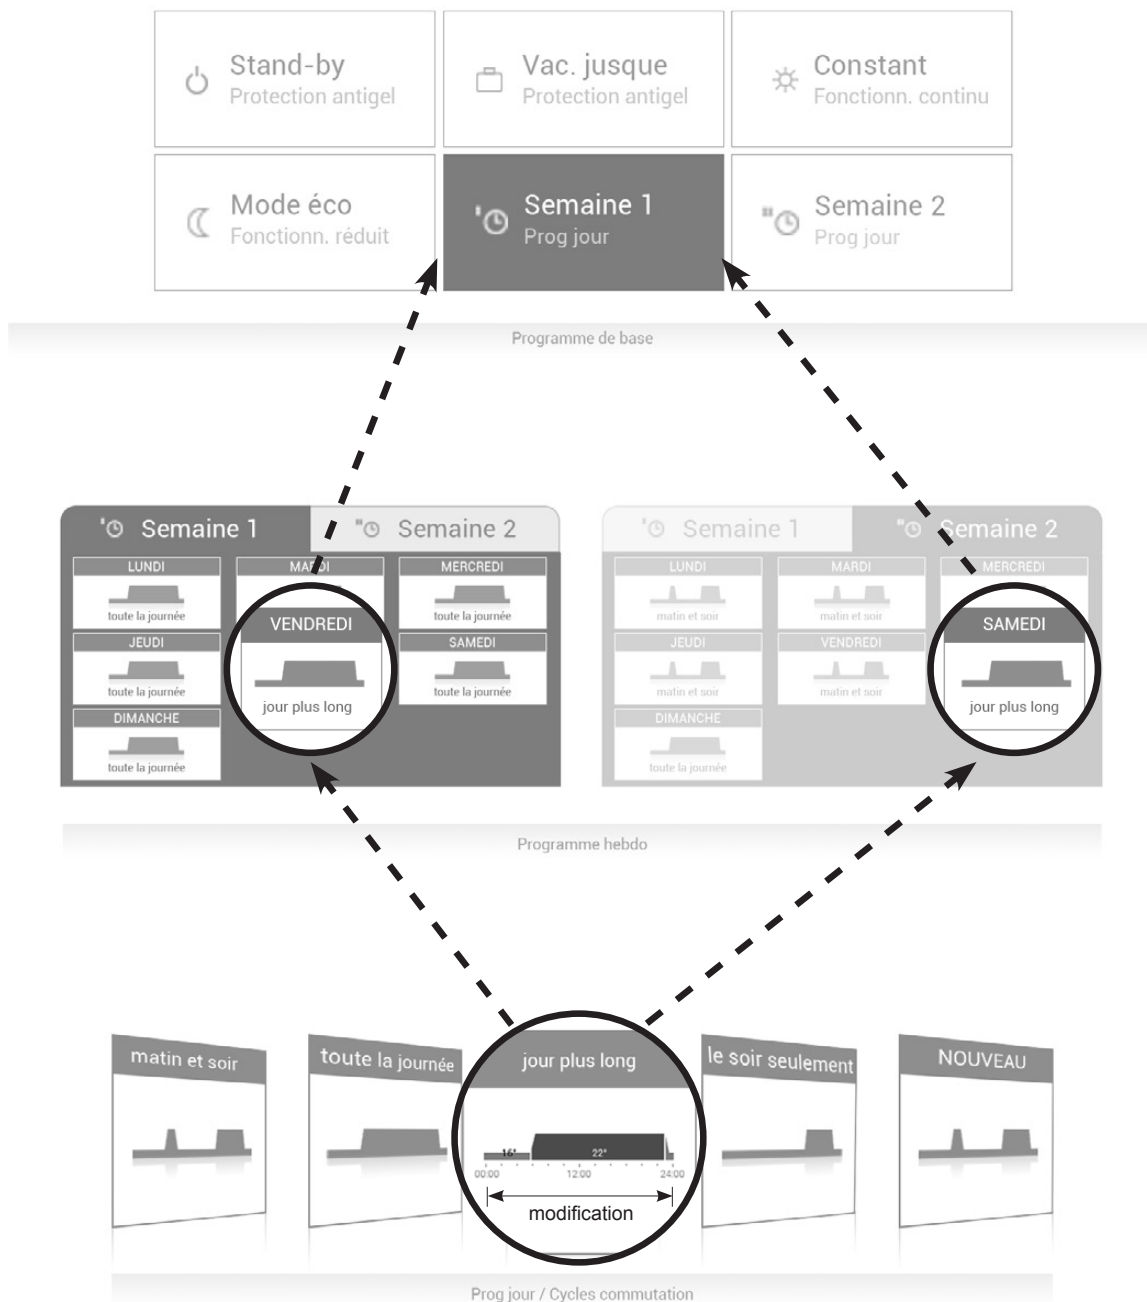 Stand-by
Protection antigel
Vac. jusque
Protection antigel
Constant
Fonctionn. continu
Mode éco
Fonctionn. réduit
Semaine 1
Prog jour
Semaine 2
Prog jour
Programme de base
Semaine 1
Semaine 2
LUNDI
toute la journée
MARDI
MERCREDI
toute la journée
JEUDI
toute la journée
VENDREDI
jour plus long
SAMEDI
toute la journée
DIMANCHE
toute la journée
Semaine 1
Semaine 2
LUNDI
matin et soir
MARDI
matin et soir
MERCREDI
JEUDI
matin et soir
VENDREDI
matin et soir
SAMEDI
jour plus long
DIMANCHE
toute la journée
Programme hebdo
matin et soir
toute la journée
jour plus long
16°
22°
00:00 12:00 24:00
modification
le soir seulement
NOUVEAU
Prog jour / Cycles commutation